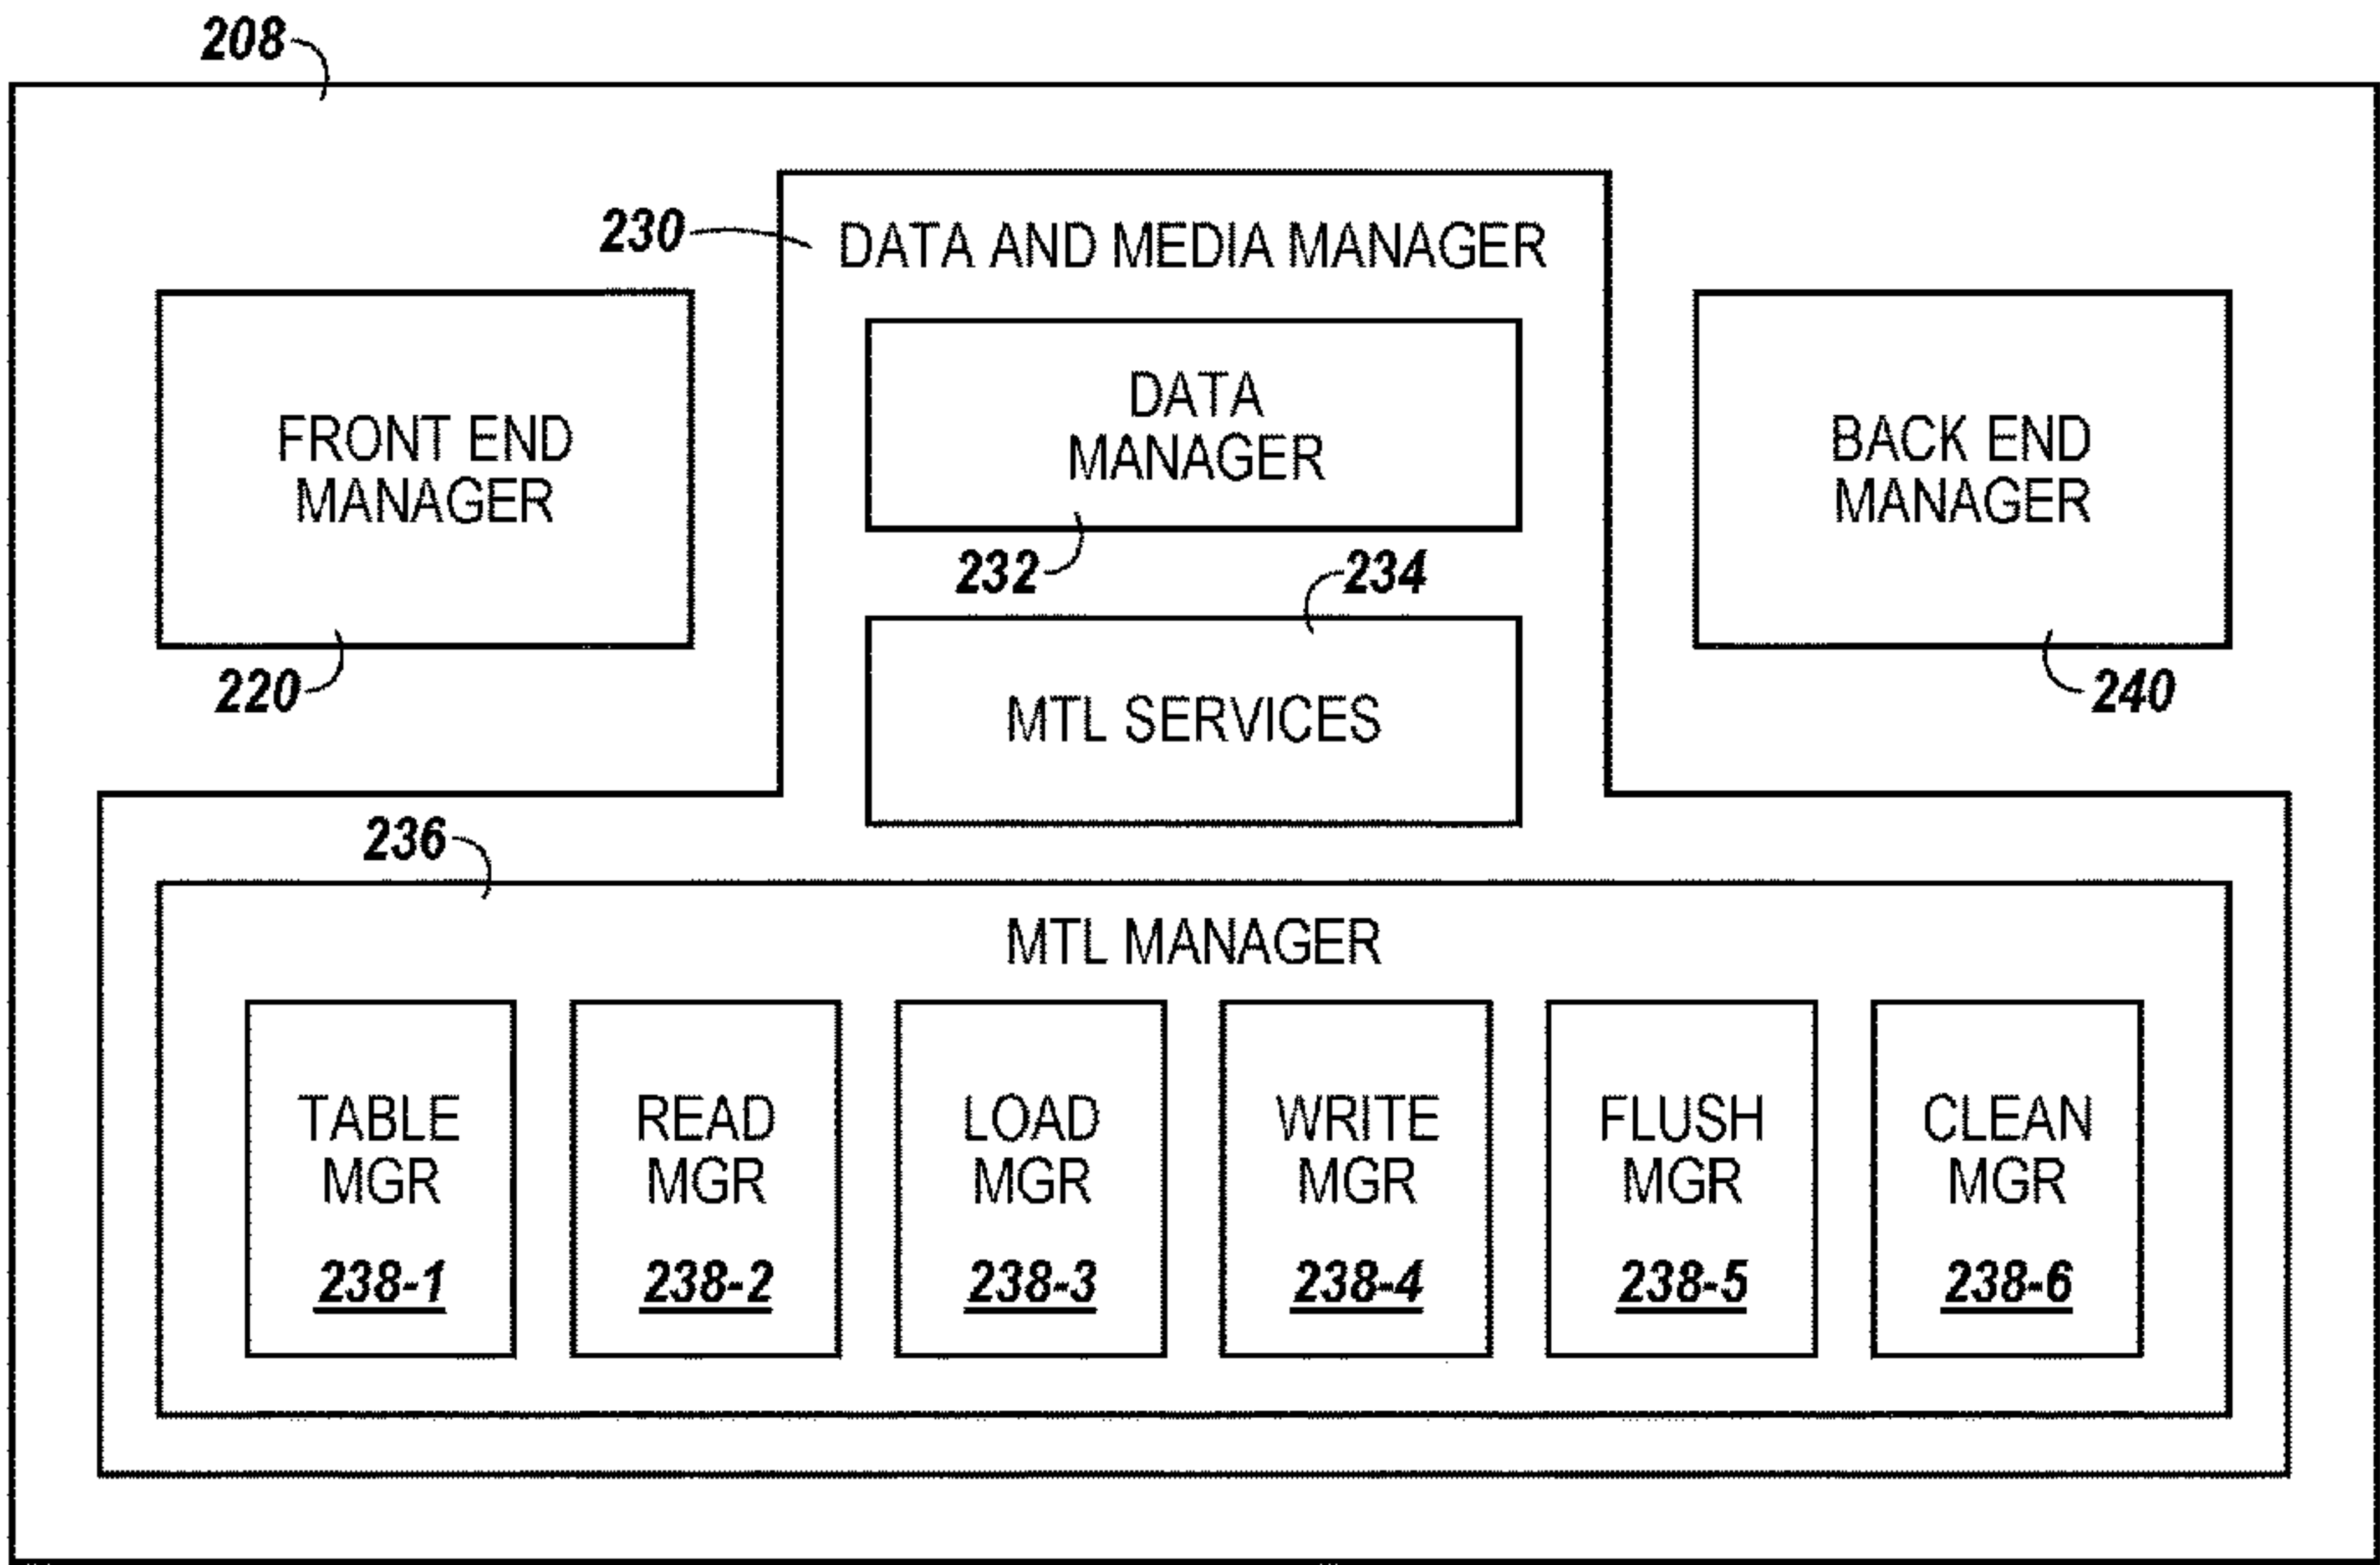 208
230
DATA AND MEDIA MANAGER
FRONT END
MANAGER
220
DATA
MANAGER
232
234
MTL SERVICES
BACK END
MANAGER
240
236
MTL MANAGER
TABLE
MGR
238-1
READ
MGR
238-2
LOAD
MGR
238-3
WRITE
MGR
238-4
FLUSH
MGR
238-5
CLEAN
MGR
238-6